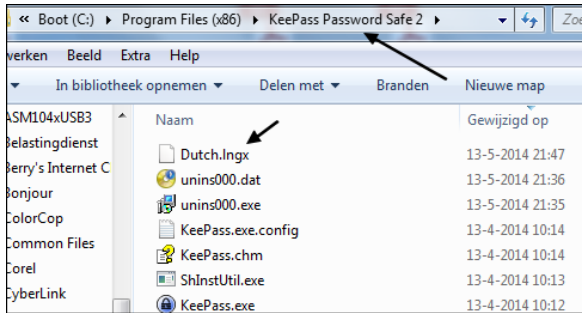 « Boot (C:) ▸ Program Files (x86) ▸ KeePass Password Safe 2 ▸ Zoe
werken Beeld Extra Help
In bibliotheek opnemen Delen met Branden Nieuwe map
ASM104xUSB3
Belastingdienst
Berry's Internet C
Bonjour
ColorCop
Common Files
Corel
CyberLink
Naam Gewijzigd op
Dutch.lngx 13-5-2014 21:47
unins000.dat 13-5-2014 21:36
unins000.exe 13-5-2014 21:35
KeePass.exe.config 13-4-2014 10:14
KeePass.chm 13-4-2014 10:14
ShInstUtil.exe 13-4-2014 10:13
KeePass.exe 13-4-2014 10:12